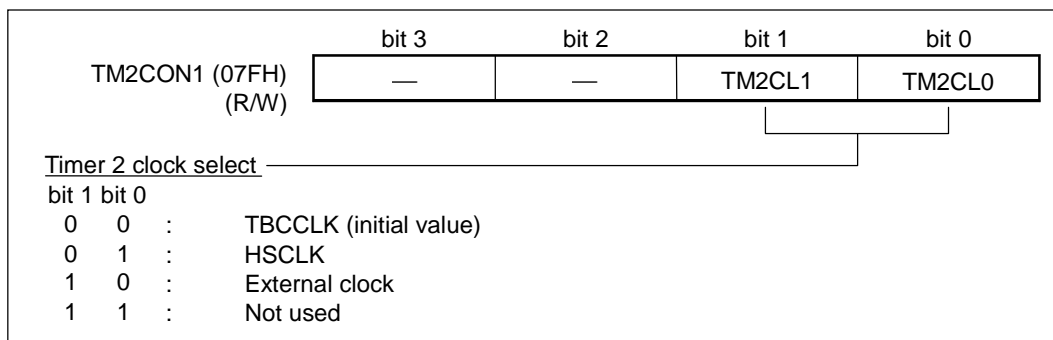 bit 3 bit 2 bit 1 bit 0
TM2CON1 (07FH) — — TM2CL1 TM2CL0
(R/W)
Timer 2 clock select
bit 1 bit 0
0 0 : TBCCLK (initial value)
0 1 : HSCLK
1 0 : External clock
1 1 : Not used